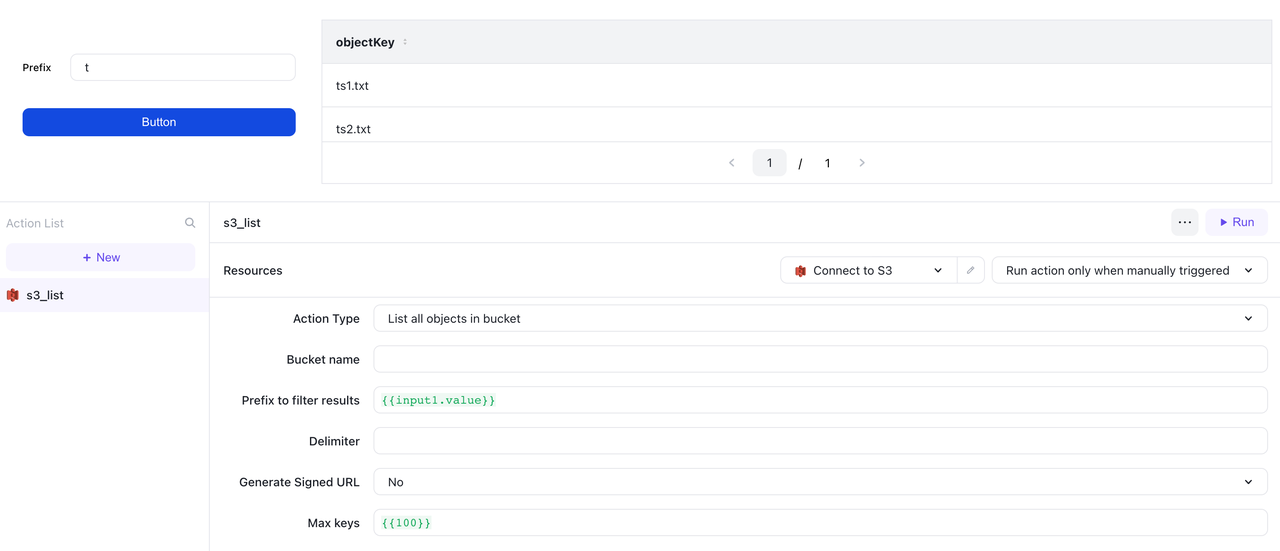 Prefix
t
Button
objectKey
ts1.txt
ts2.txt
< 1 / 1 >
Action List
+ New
s3_list
s3_list
... Run
Resources
Connect to S3
Run action only when manually triggered
Action Type
List all objects in bucket
Bucket name
Prefix to filter results
{{input1.value}}
Delimiter
Generate Signed URL
No
Max keys
{{100}}